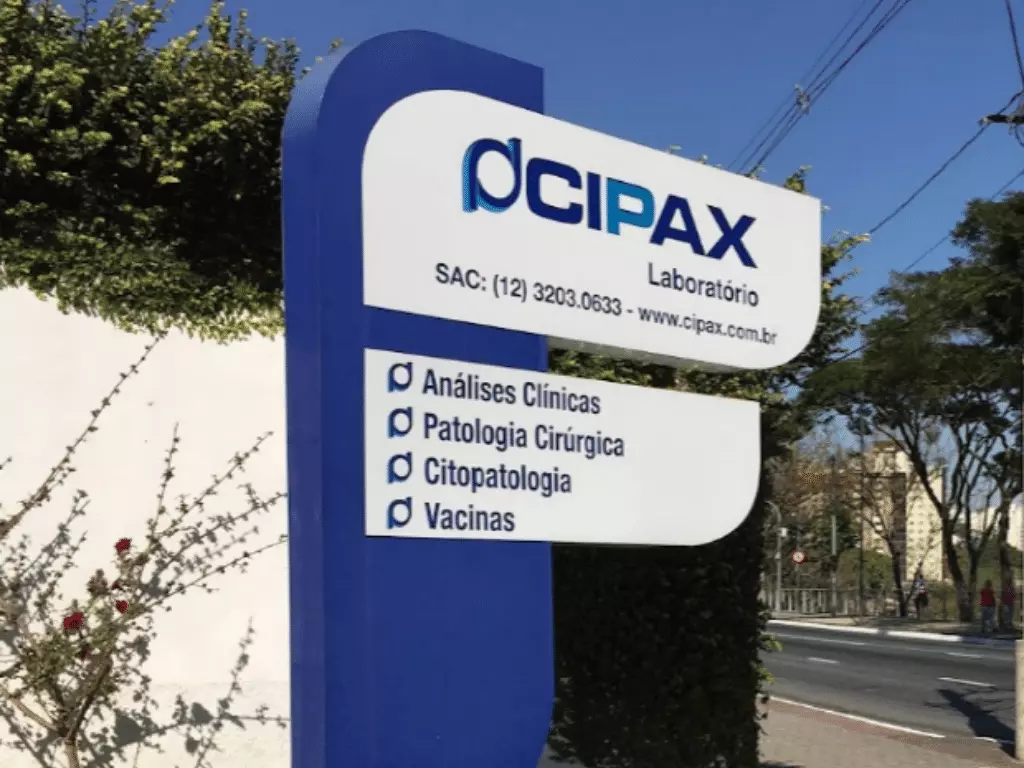 CIPAX
Laboratório
SAC: (12) 3203.0633 - www.cipax.com.br
Análises Clínicas
Patologia Cirúrgica
Citopatologia
Vacinas